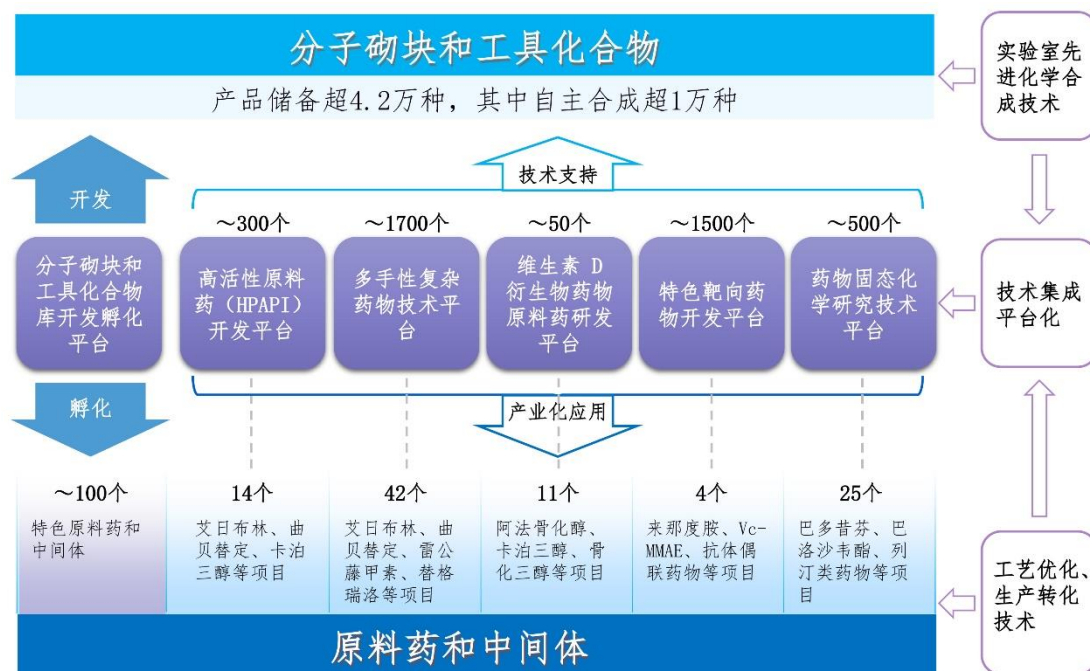 分子砌块和工具化合物
产品储备超4.2万种，其中自主合成超1万种
实验室先
进化学合
成技术
开发
技术支持
～300个
～1700个
～50个
～1500个
～500个
分子砌块和
工具化合物
库开发孵化
平台
高活性原料
药（HPAPI）
开发平台
多手性复杂
药物技术平
台
维生素 D
衍生物药物
原料药研发
平台
特色靶向药
物开发平台
药物固态化
学研究技术
平台
技术集成
平台化
孵化
产业化应用
～100个
14个
42个
11个
4个
25个
特色原料药和
中间体
艾日布林、曲
贝替定、卡泊
三醇等项目
艾日布林、曲
贝替定、雷公
藤甲素、替格
瑞洛等项目
阿法骨化醇、
卡泊三醇、骨
化三醇等项目
来那度胺、Vc-
MMAE、抗体偶
联药物等项目
巴多昔芬、巴
洛沙韦酯、列
汀类药物等项
目
工艺优化、
生产转化
技术
原料药和中间体